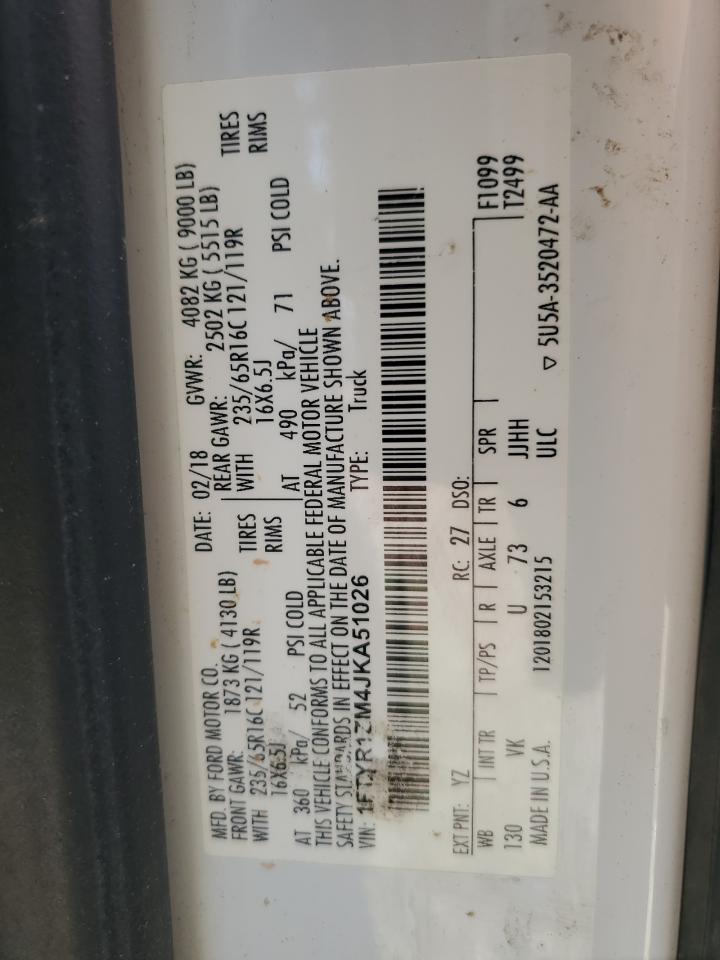 MFD. BY FORD MOTOR CO. DATE: 02/18 GVWR: 4082 KG ( 9000 LB)
FRONT GAWR: 1873 KG ( 4130 LB) REAR GAWR: 2502 KG ( 5515 LB)
WITH 235/65R16C 121/119R TIRES WITH 235/65R16C 121/119R TIRES
16X6.5J RIMS 16X6.5J RIMS
AT 360 kPa/ 52 PSI COLD AT 490 kPa/ 71 PSI COLD
THIS VEHICLE CONFORMS TO ALL APPLICABLE FEDERAL MOTOR VEHICLE
SAFETY STANDARDS IN EFFECT ON THE DATE OF MANUFACTURE SHOWN ABOVE.
VIN: 1FTYR1ZM4JKA51026 TYPE: Truck
EXT PNT: YZ RC: 27 DSO:
WB INT TR TP/PS R AXLE TR SPR F1099
130 VK U 73 6 JJHH T2499
MADE IN U.S.A. 1201802153215 ULC ▽ 5U5A-3520472-AA